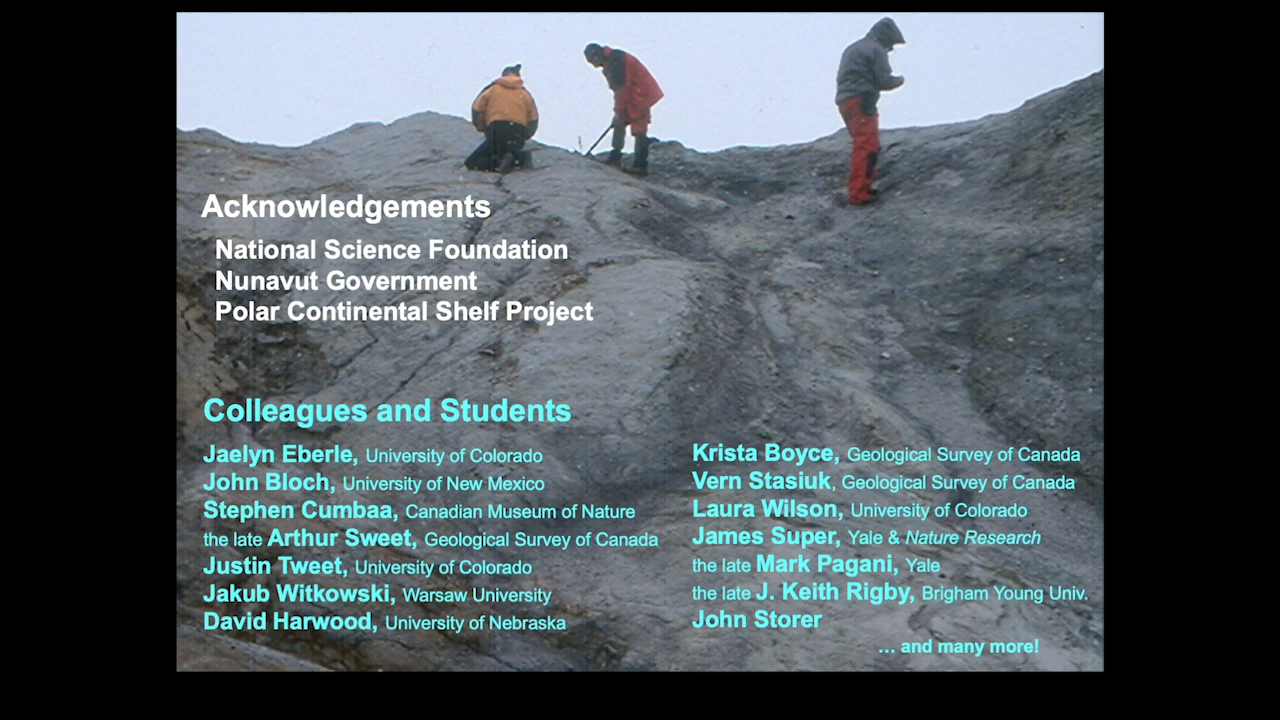 Acknowledgements
National Science Foundation
Nunavut Government
Polar Continental Shelf Project
Colleagues and Students
Jaelyn Eberle, University of Colorado
John Bloch, University of New Mexico
Stephen Cumbaa, Canadian Museum of Nature
the late Arthur Sweet, Geological Survey of Canada
Justin Tweet, University of Colorado
Jakub Witkowski, Warsaw University
David Harwood, University of Nebraska
Krista Boyce, Geological Survey of Canada
Vern Stasiuk, Geological Survey of Canada
Laura Wilson, University of Colorado
James Super, Yale & Nature Research
the late Mark Pagani, Yale
the late J. Keith Rigby, Brigham Young Univ.
John Storer
… and many more!